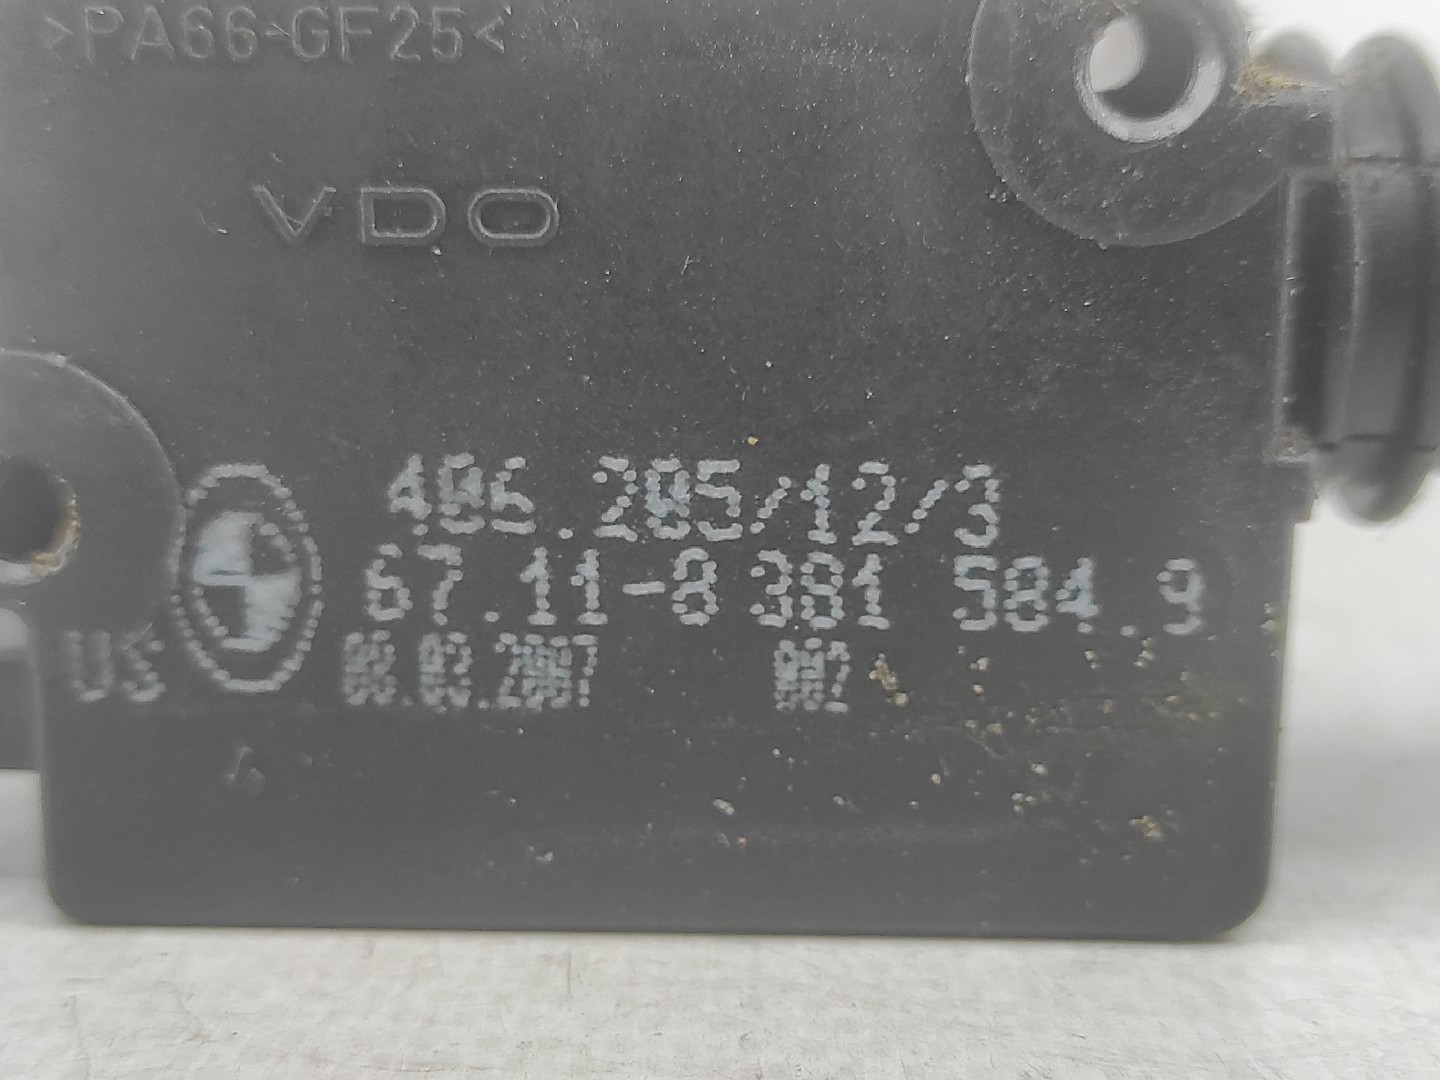 >PA66-GF25<
VDO
406.205/12/3
67.11-8 381 584.9
US
08.03.2007 002